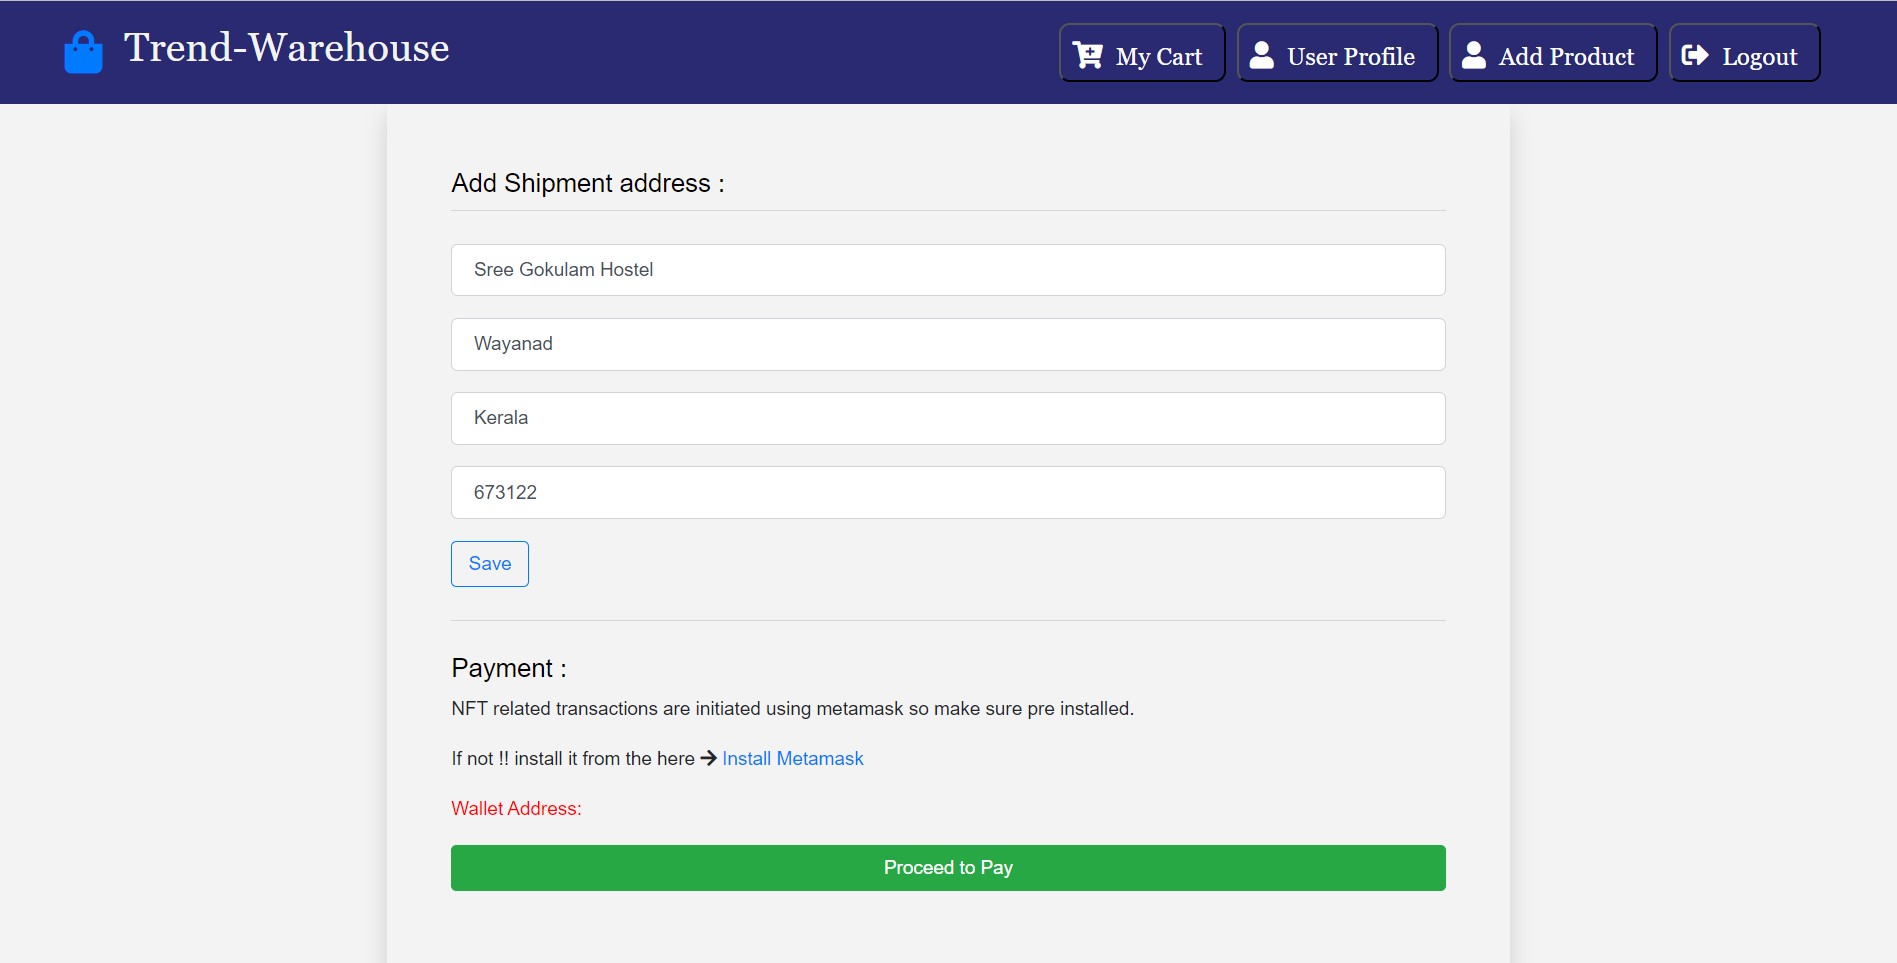 Trend-Warehouse
My Cart
User Profile
Add Product
Logout
Add Shipment address :
Sree Gokulam Hostel
Wayanad
Kerala
673122
Save
Payment :
NFT related transactions are initiated using metamask so make sure pre installed.
If not !! install it from the here → Install Metamask
Wallet Address:
Proceed to Pay